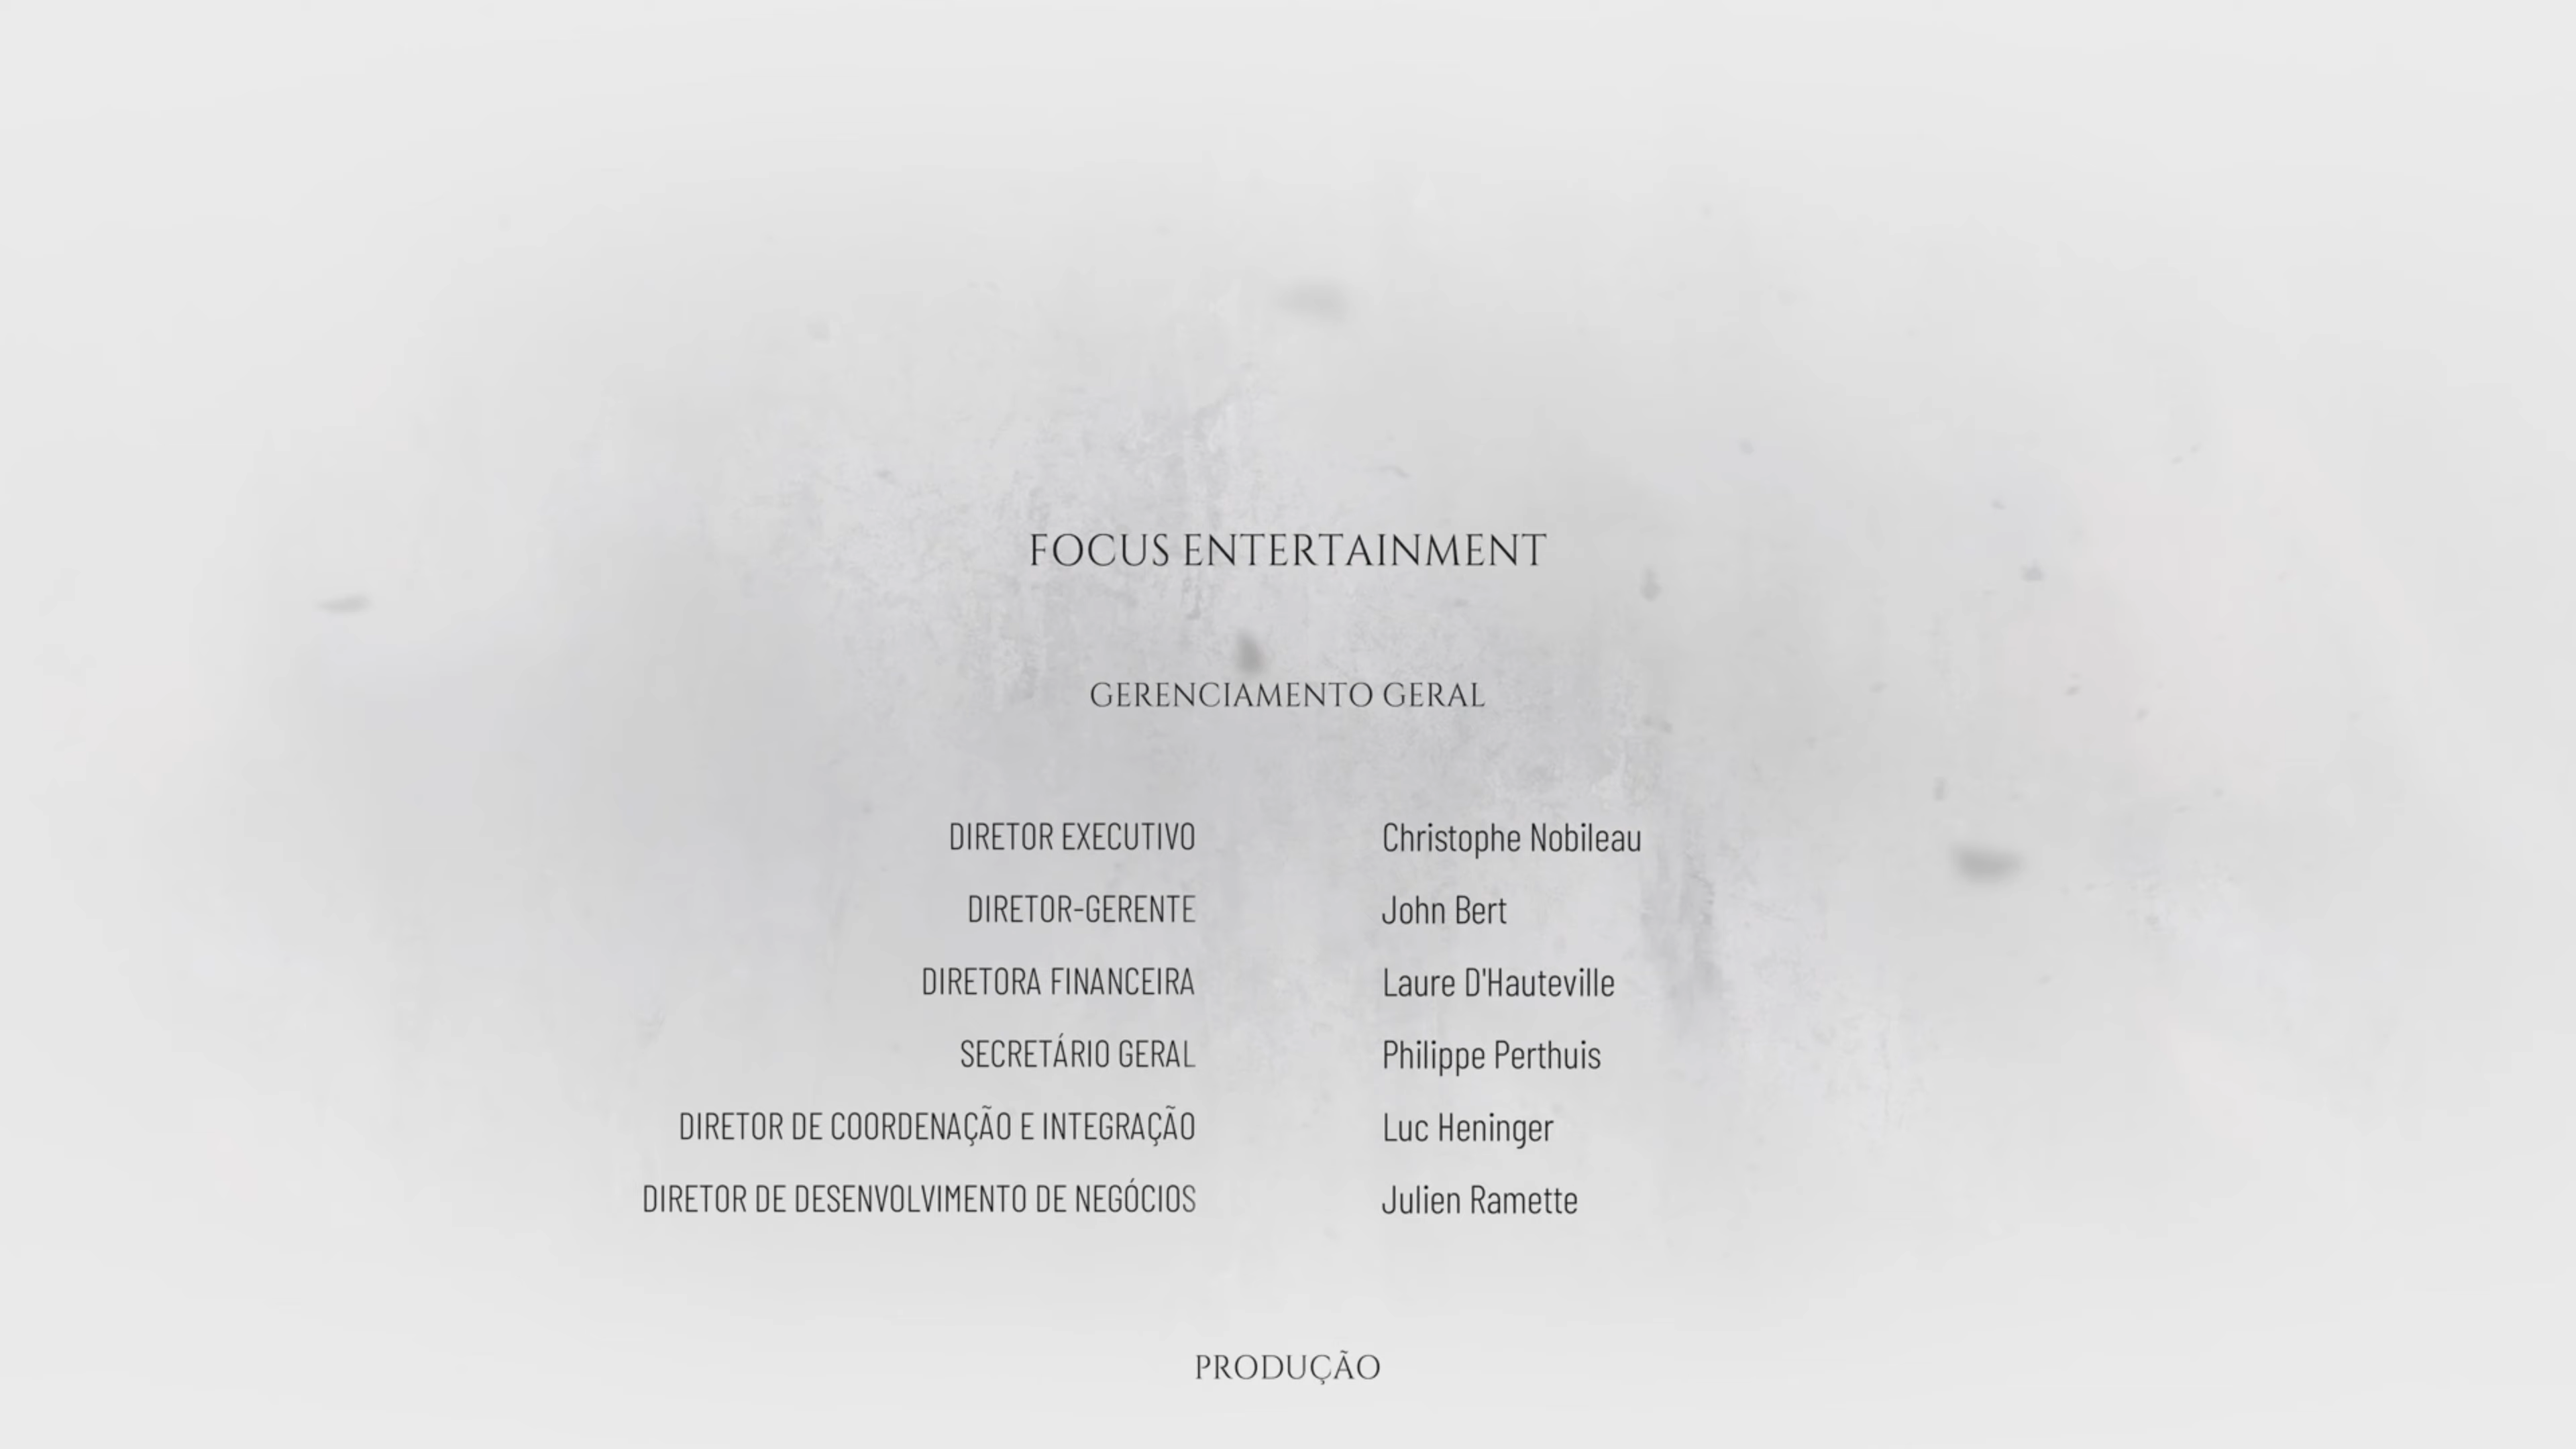 FOCUS ENTERTAINMENT
GERENCIAMENTO GERAL
DIRETOR EXECUTIVO Christophe Nobileau
DIRETOR-GERENTE John Bert
DIRETORA FINANCEIRA Laure D'Hauteville
SECRETÁRIO GERAL Philippe Perthuis
DIRETOR DE COORDENAÇÃO E INTEGRAÇÃO Luc Heninger
DIRETOR DE DESENVOLVIMENTO DE NEGÓCIOS Julien Ramette
PRODUÇÃO